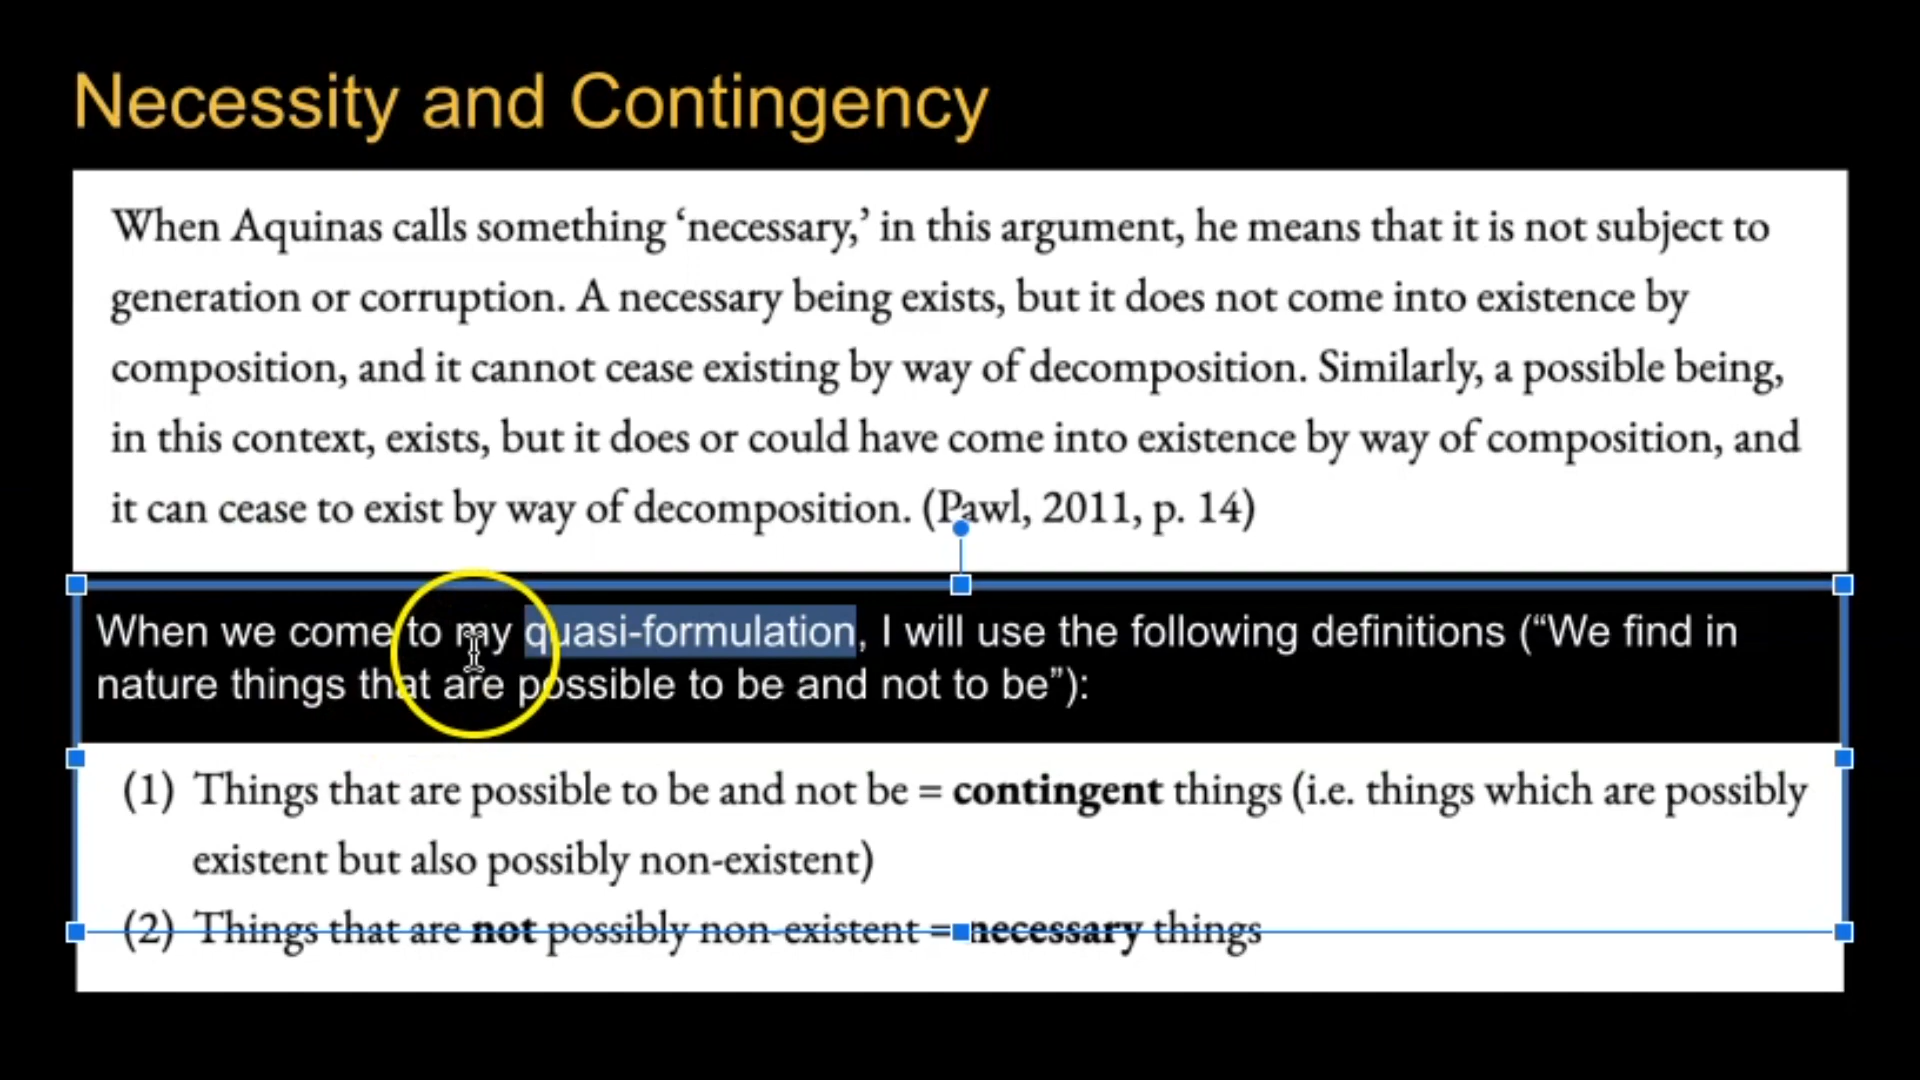 Necessity and Contingency
When Aquinas calls something ‘necessary,’ in this argument, he means that it is not subject to
generation or corruption. A necessary being exists, but it does not come into existence by
composition, and it cannot cease existing by way of decomposition. Similarly, a possible being,
in this context, exists, but it does or could have come into existence by way of composition, and
it can cease to exist by way of decomposition. (Pawl, 2011, p. 14)
When we come to my quasi-formulation, I will use the following definitions (“We find in
nature things that are possible to be and not to be”):
(1) Things that are possible to be and not be = contingent things (i.e. things which are possibly
existent but also possibly non-existent)
(2) Things that are not possibly non-existent = necessary things